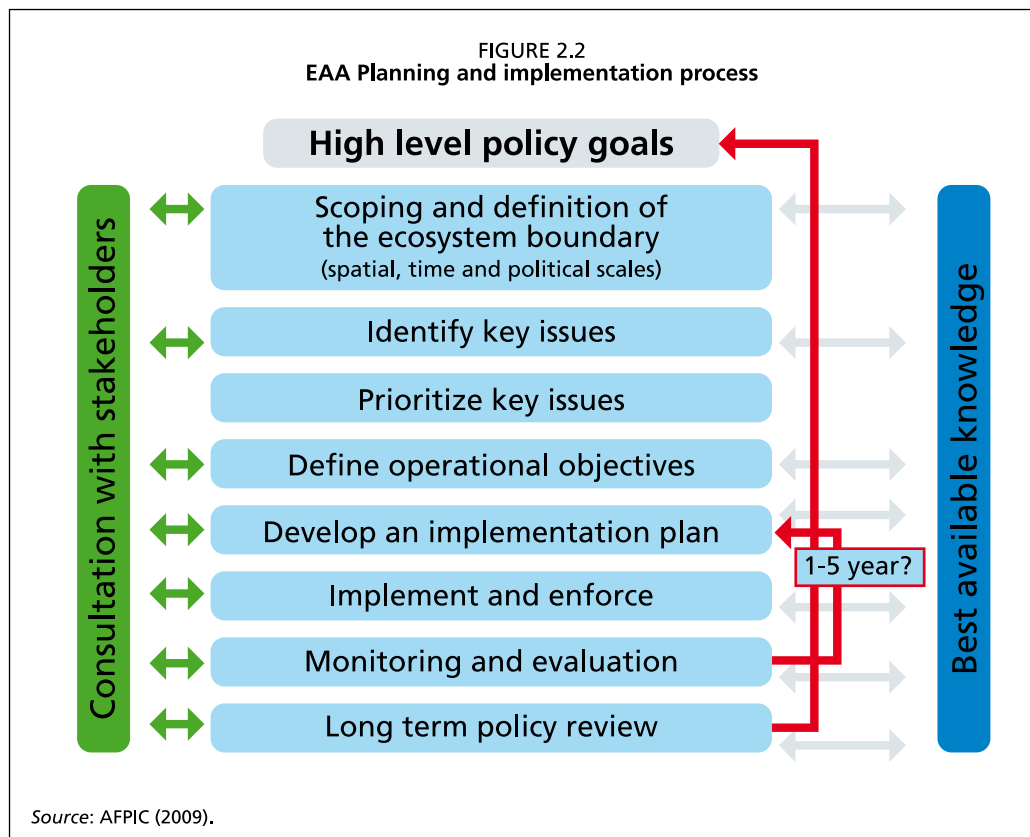 FIGURE 2.2
EAA Planning and implementation process
High level policy goals
Consultation with stakeholders
Scoping and definition of
the ecosystem boundary
(spatial, time and political scales)
Identify key issues
Prioritize key issues
Define operational objectives
Develop an implementation plan
1-5 year?
Implement and enforce
Monitoring and evaluation
Long term policy review
Best available knowledge
Source: AFPIC (2009).